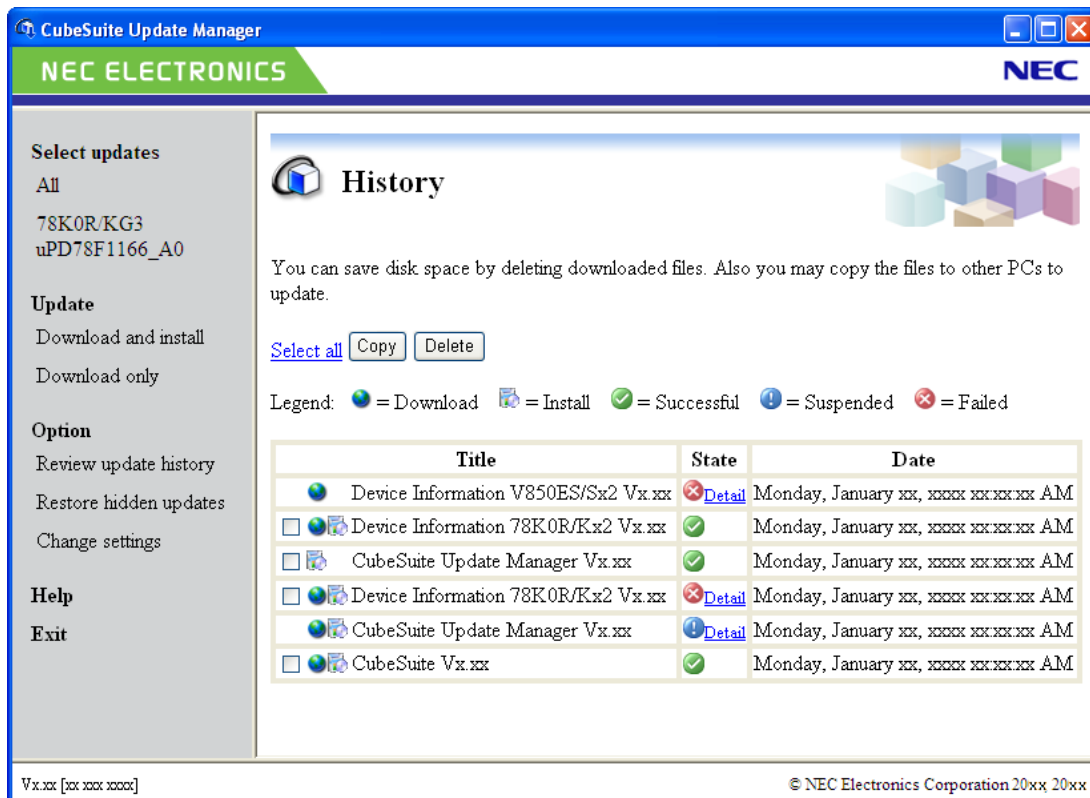 CubeSuite Update Manager
NEC ELECTRONICS
NEC
Select updates
All
78K0R/KG3
uPD78F1166_A0
Update
Download and install
Download only
Option
Review update history
Restore hidden updates
Change settings
Help
Exit
History
You can save disk space by deleting downloaded files. Also you may copy the files to other PCs to
update.
Select all Copy Delete
Legend: = Download = Install = Successful = Suspended = Failed
Title State Date
Device Information V850ES/Sx2 Vx.xx Detail Monday, January xx, xxxx xx:xx:xx AM
Device Information 78K0R/Kx2 Vx.xx Monday, January xx, xxxx xx:xx:xx AM
CubeSuite Update Manager Vx.xx Monday, January xx, xxxx xx:xx:xx AM
Device Information 78K0R/Kx2 Vx.xx Detail Monday, January xx, xxxx xx:xx:xx AM
CubeSuite Update Manager Vx.xx Detail Monday, January xx, xxxx xx:xx:xx AM
CubeSuite Vx.xx Monday, January xx, xxxx xx:xx:xx AM
Vx.xx [xx xxx xxxx]
© NEC Electronics Corporation 20xx, 20xx